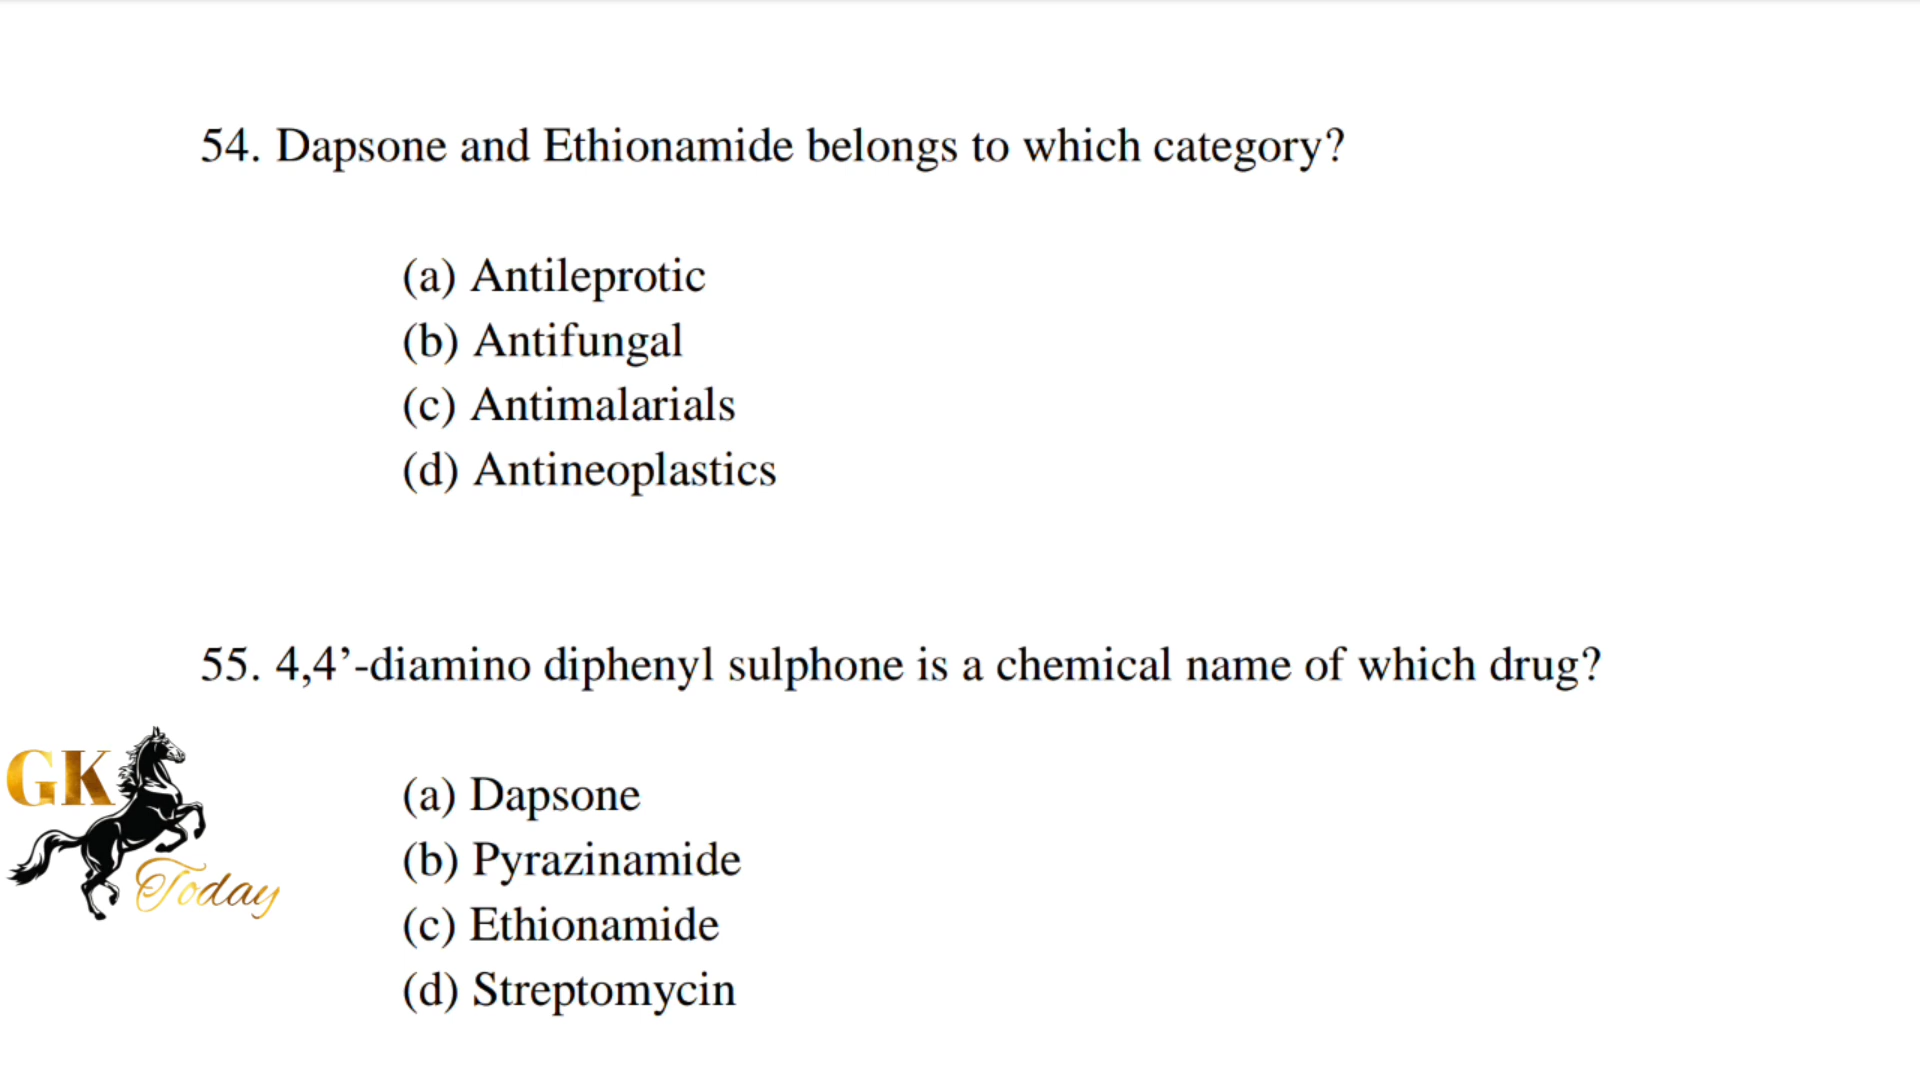 54. Dapsone and Ethionamide belongs to which category?
(a) Antileprotic
(b) Antifungal
(c) Antimalarials
(d) Antineoplastics
55. 4,4’-diamino diphenyl sulphone is a chemical name of which drug?
GK
Today
(a) Dapsone
(b) Pyrazinamide
(c) Ethionamide
(d) Streptomycin